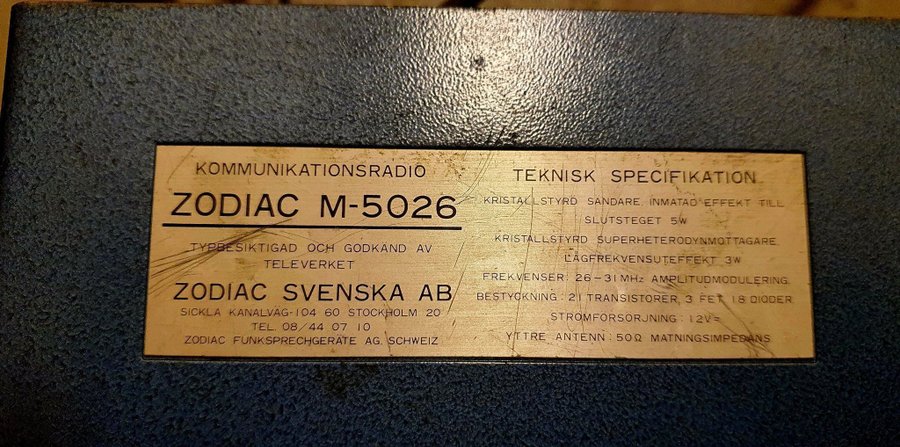 KOMMUNIKATIONSRADIO
ZODIAC M-5026
TYPBESIKTIGAD OCH GODKÄND AV
TELEVERKET
ZODIAC SVENSKA AB
SICKLA KANALVÄG-104 60 STOCKHOLM 20
TEL. 08/44 07 10
ZODIAC FUNKSPRECHGERÄTE AG. SCHWEIZ
TEKNISK SPECIFIKATION
KRISTALLSTYRD SÄNDARE, INMATAD EFFEKT TILL
SLUTSTEGET 5W
KRISTALLSTYRD SUPERHETERODYNMOTTAGARE
LÅGFREKVENSUTEFFEKT 3W
FREKVENSER: 26-31MHz AMPLITUDMODULERING
BESTYCKNING: 21 TRANSISTORER, 3 FET 18 DIODER
STRÖMFÖRSÖRJNING: 12V=
YTTRE ANTENN: 50Ω MATNINGSIMPEDANS